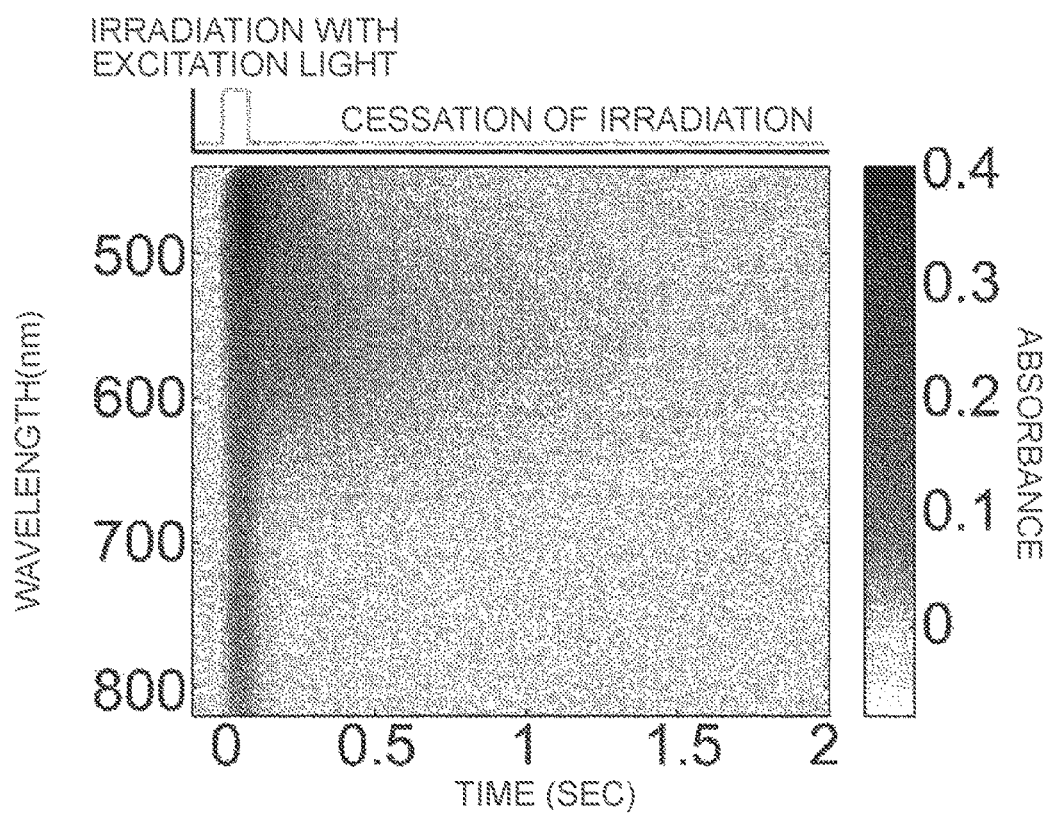 IRRADIATION WITH
EXCITATION LIGHT
CESSATION OF IRRADIATION
WAVELENGTH(nm)
500
600
700
800
0 0.5 1 1.5 2
TIME (SEC)
0.4
0.3
0.2
0.1
0
ABSORBANCE